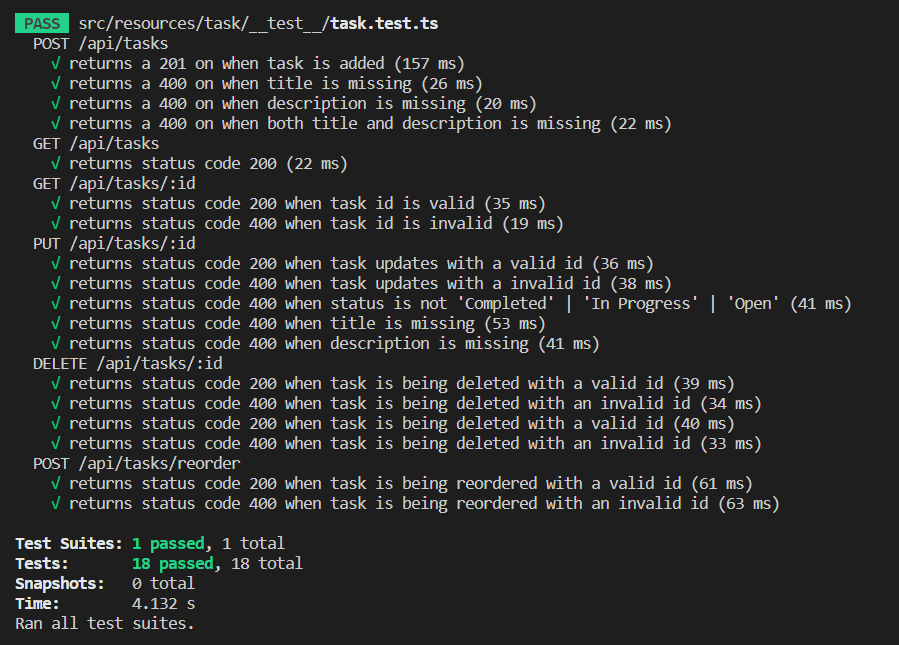 PASS src/resources/task/__test__/task.test.ts
POST /api/tasks
√ returns a 201 on when task is added (157 ms)
√ returns a 400 on when title is missing (26 ms)
√ returns a 400 on when description is missing (20 ms)
√ returns a 400 on when both title and description is missing (22 ms)
GET /api/tasks
√ returns status code 200 (22 ms)
GET /api/tasks/:id
√ returns status code 200 when task id is valid (35 ms)
√ returns status code 400 when task id is invalid (19 ms)
PUT /api/tasks/:id
√ returns status code 200 when task updates with a valid id (36 ms)
√ returns status code 400 when task updates with a invalid id (38 ms)
√ returns status code 400 when status is not 'Completed' | 'In Progress' | 'Open' (41 ms)
√ returns status code 400 when title is missing (53 ms)
√ returns status code 400 when description is missing (41 ms)
DELETE /api/tasks/:id
√ returns status code 200 when task is being deleted with a valid id (39 ms)
√ returns status code 400 when task is being deleted with an invalid id (34 ms)
√ returns status code 200 when task is being deleted with a valid id (40 ms)
√ returns status code 400 when task is being deleted with an invalid id (33 ms)
POST /api/tasks/reorder
√ returns status code 200 when task is being reordered with a valid id (61 ms)
√ returns status code 400 when task is being reordered with an invalid id (63 ms)
Test Suites: 1 passed, 1 total
Tests: 18 passed, 18 total
Snapshots: 0 total
Time: 4.132 s
Ran all test suites.